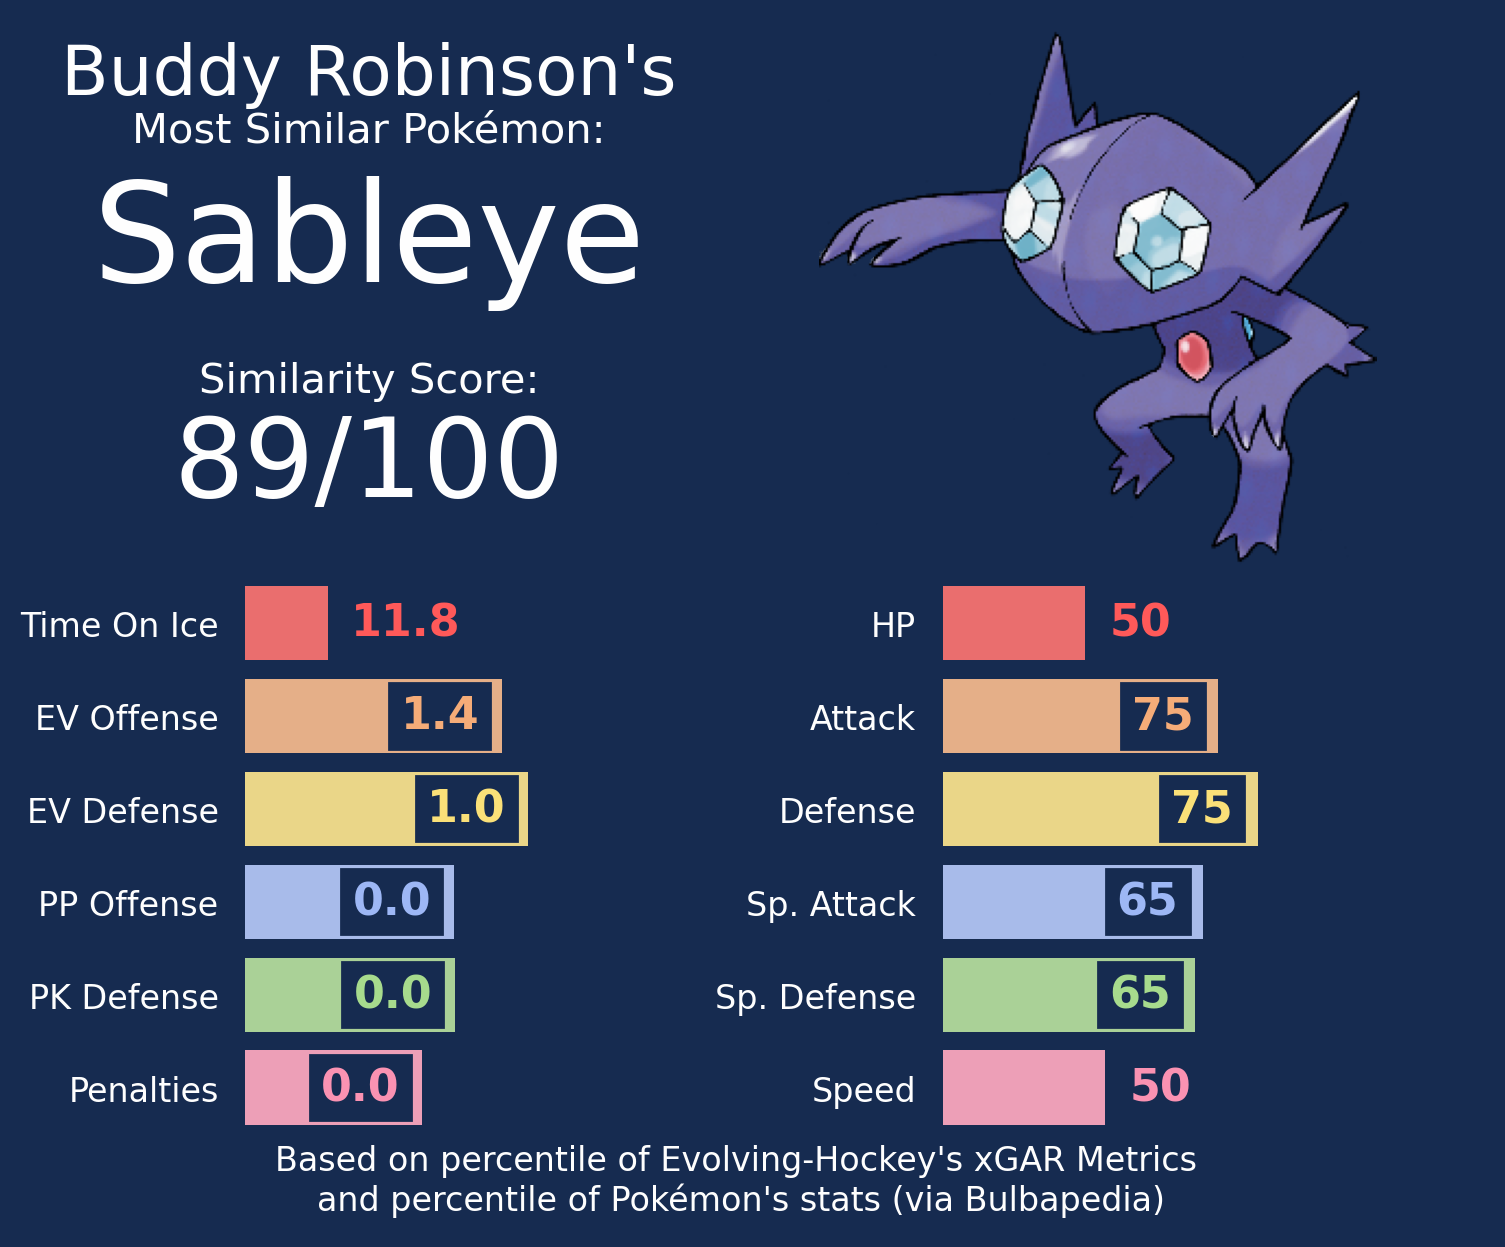 Buddy Robinson's
Most Similar Pokémon:
Sableye
Similarity Score:
89/100
Time On Ice 11.8
EV Offense 1.4
EV Defense 1.0
PP Offense 0.0
PK Defense 0.0
Penalties 0.0
HP 50
Attack 75
Defense 75
Sp. Attack 65
Sp. Defense 65
Speed 50
Based on percentile of Evolving-Hockey's xGAR Metrics
and percentile of Pokémon's stats (via Bulbapedia)